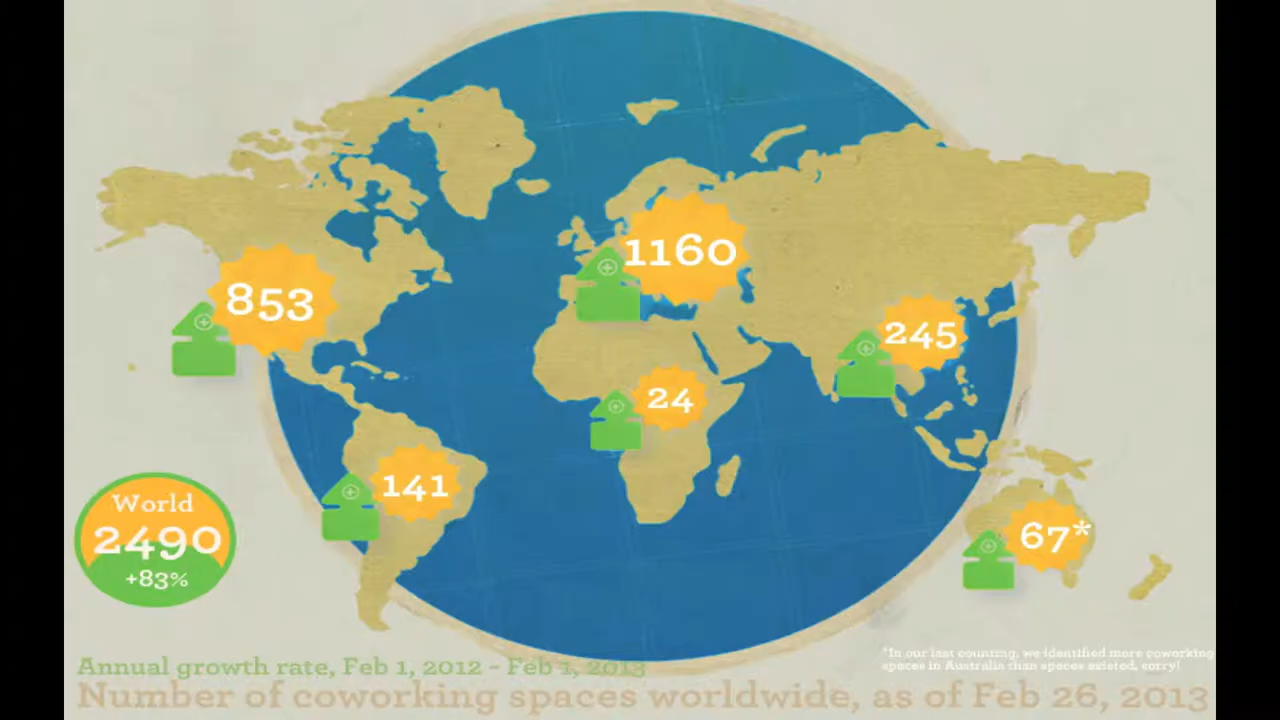 1160
853
245
24
141
67*
World
2490
+83%
*In our last counting, we identified more coworking
spaces in Australia than spaces existed, sorry!
Annual growth rate, Feb 1, 2012 - Feb 1, 2013
Number of coworking spaces worldwide, as of Feb 26, 2013